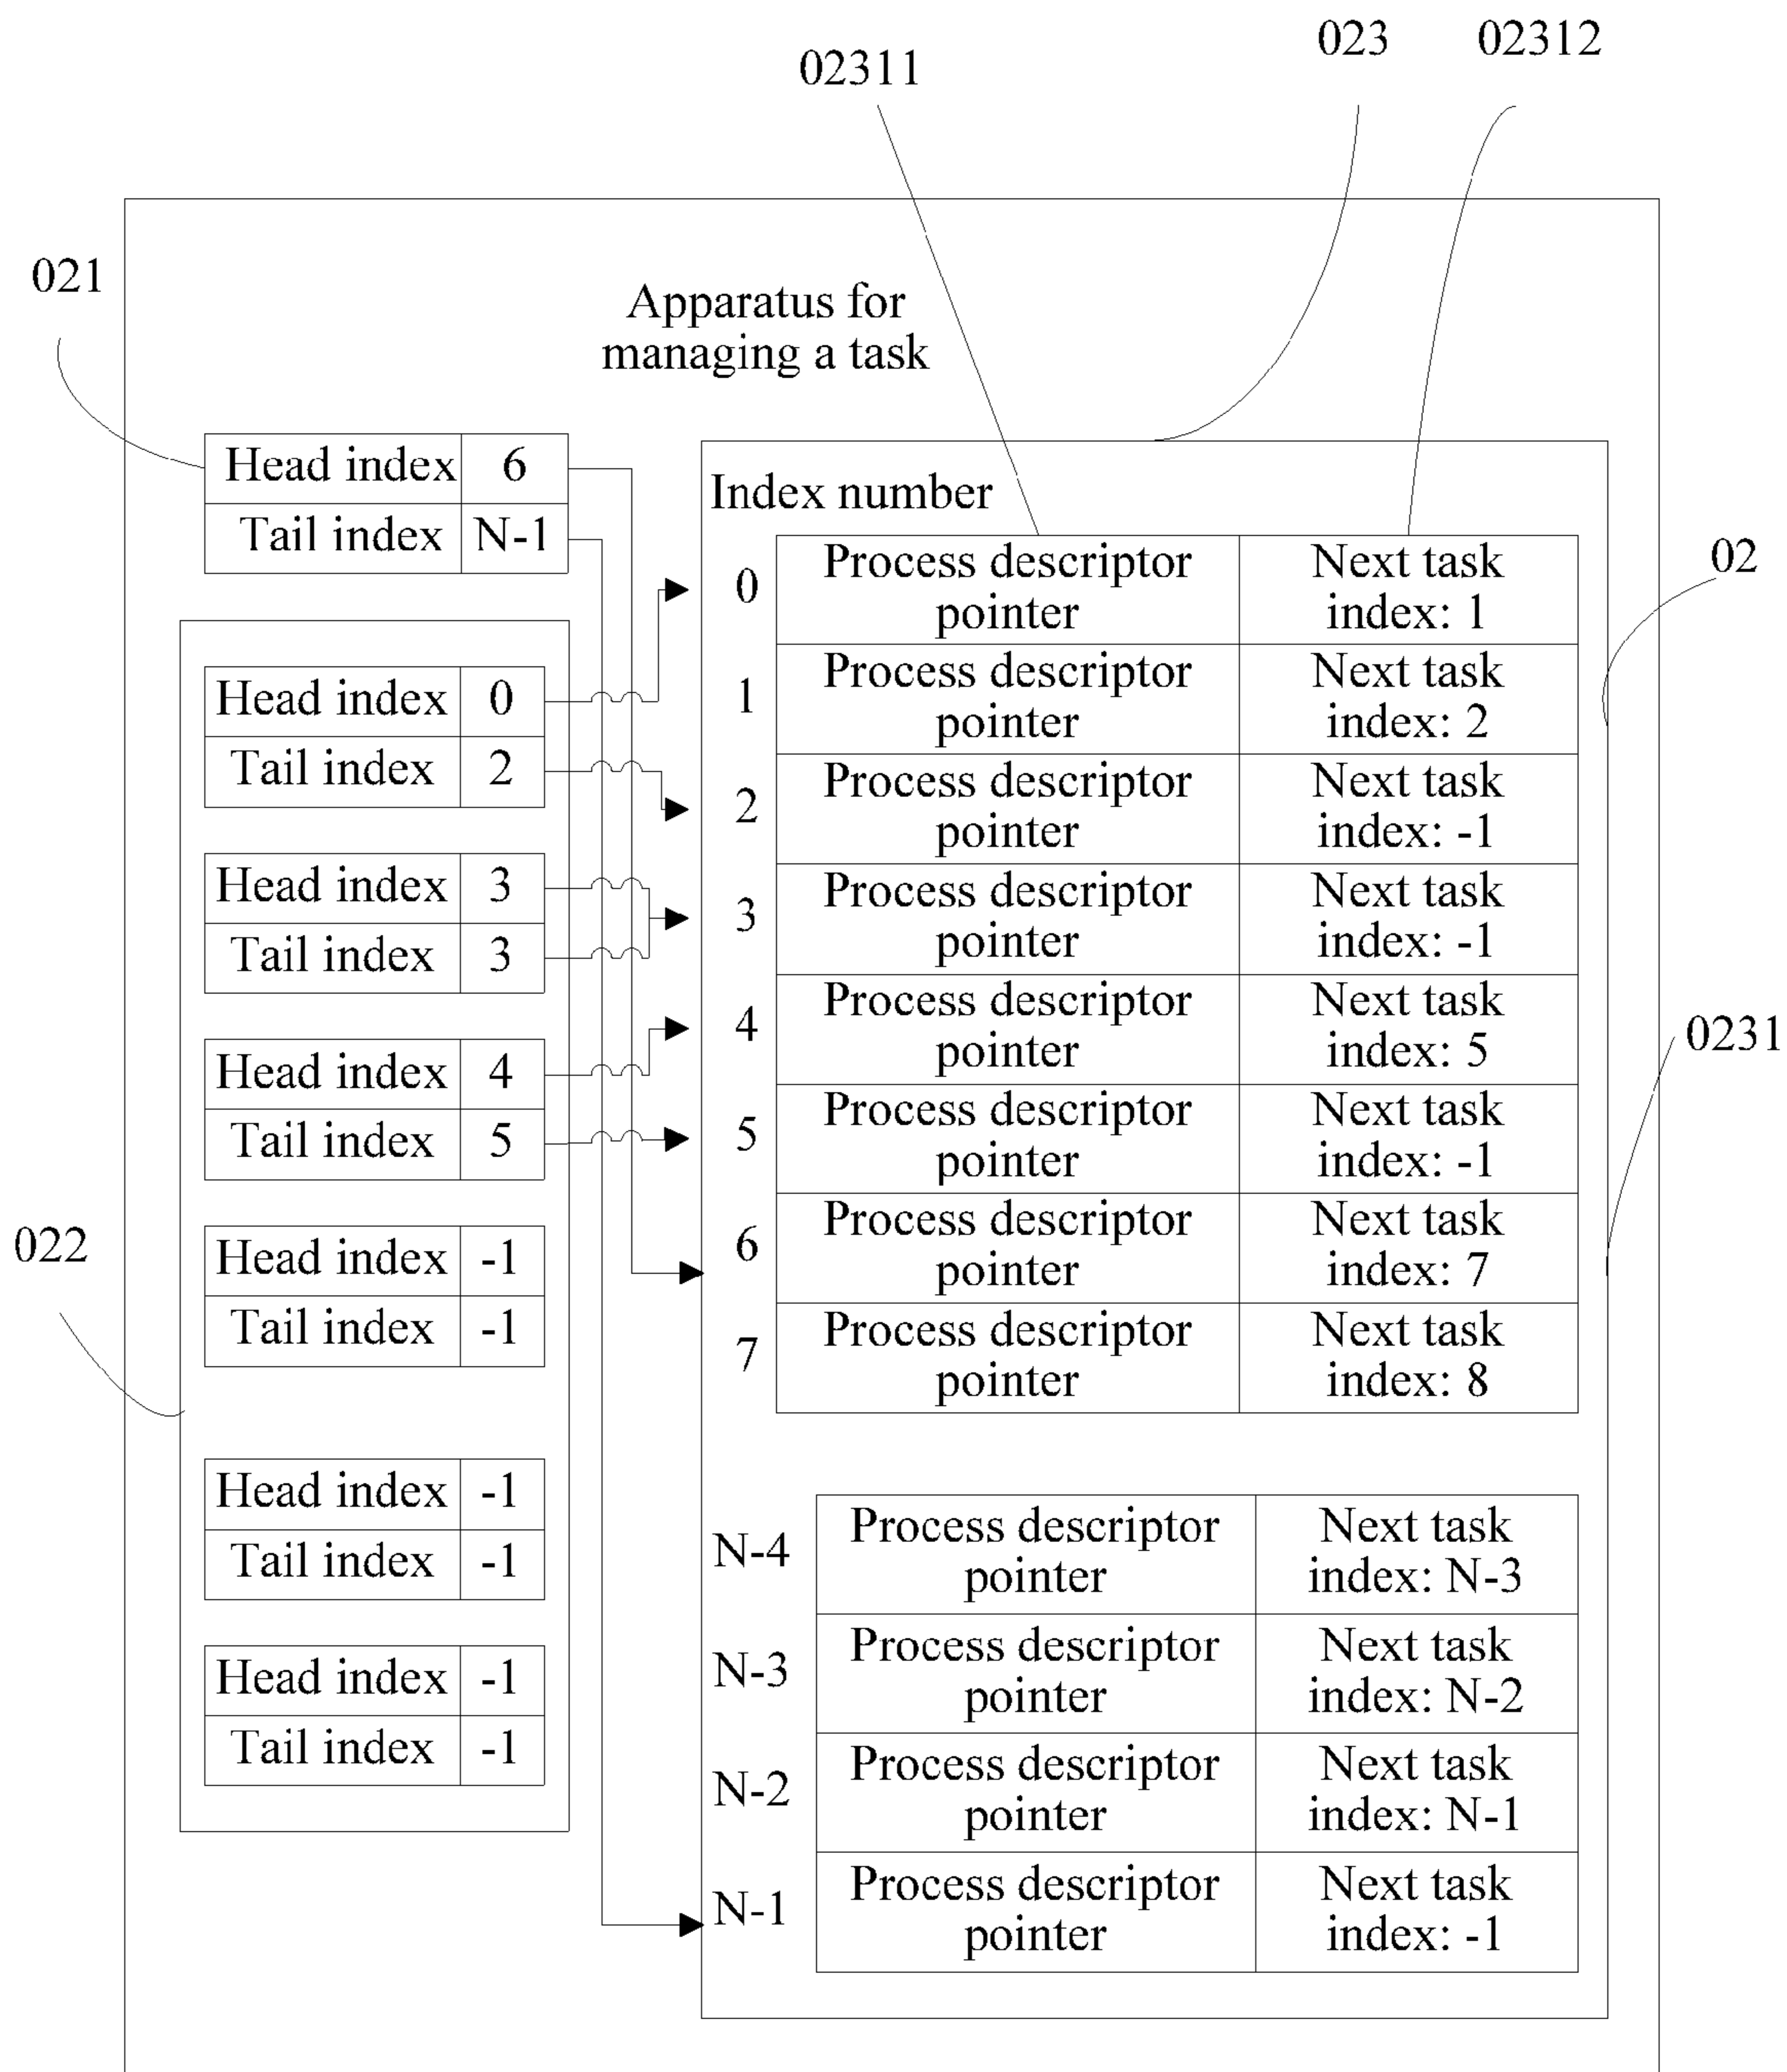 02311
023
02312
021
Apparatus for
managing a task
Head index 6
Tail index N-1
Head index 0
Tail index 2
Head index 3
Tail index 3
Head index 4
Tail index 5
022
Head index -1
Tail index -1
Head index -1
Tail index -1
Head index -1
Tail index -1
Index number
0
Process descriptor
pointer
Next task
index: 1
1
Process descriptor
pointer
Next task
index: 2
2
Process descriptor
pointer
Next task
index: -1
3
Process descriptor
pointer
Next task
index: -1
4
Process descriptor
pointer
Next task
index: 5
5
Process descriptor
pointer
Next task
index: -1
6
Process descriptor
pointer
Next task
index: 7
7
Process descriptor
pointer
Next task
index: 8
N-4
Process descriptor
pointer
Next task
index: N-3
N-3
Process descriptor
pointer
Next task
index: N-2
N-2
Process descriptor
pointer
Next task
index: N-1
N-1
Process descriptor
pointer
Next task
index: -1
02
0231